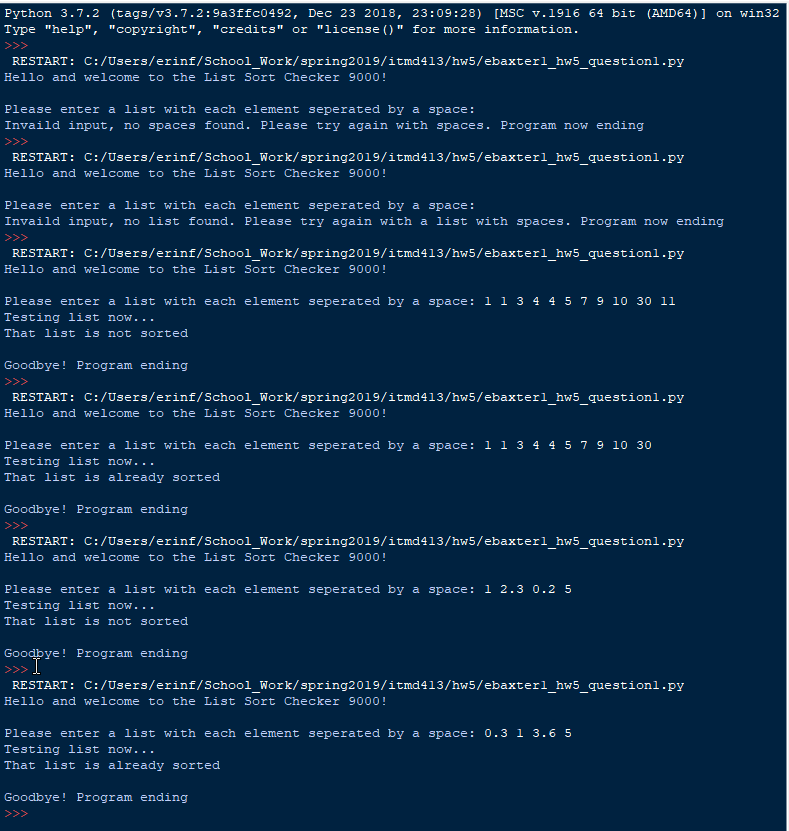 Python 3.7.2 (tags/v3.7.2:9a3ffc0492, Dec 23 2018, 23:09:28) [MSC v.1916 64 bit (AMD64)] on win32
Type "help", "copyright", "credits" or "license()" for more information.
>>>
RESTART: C:/Users/erinf/School_Work/spring2019/itmd413/hw5/ebaxter1_hw5_question1.py
Hello and welcome to the List Sort Checker 9000!
Please enter a list with each element seperated by a space:
Invaild input, no spaces found. Please try again with spaces. Program now ending
>>>
RESTART: C:/Users/erinf/School_Work/spring2019/itmd413/hw5/ebaxter1_hw5_question1.py
Hello and welcome to the List Sort Checker 9000!
Please enter a list with each element seperated by a space:
Invaild input, no list found. Please try again with a list with spaces. Program now ending
>>>
RESTART: C:/Users/erinf/School_Work/spring2019/itmd413/hw5/ebaxter1_hw5_question1.py
Hello and welcome to the List Sort Checker 9000!
Please enter a list with each element seperated by a space: 1 1 3 4 4 5 7 9 10 30 11
Testing list now...
That list is not sorted
Goodbye! Program ending
>>>
RESTART: C:/Users/erinf/School_Work/spring2019/itmd413/hw5/ebaxter1_hw5_question1.py
Hello and welcome to the List Sort Checker 9000!
Please enter a list with each element seperated by a space: 1 1 3 4 4 5 7 9 10 30
Testing list now...
That list is already sorted
Goodbye! Program ending
>>>
RESTART: C:/Users/erinf/School_Work/spring2019/itmd413/hw5/ebaxter1_hw5_question1.py
Hello and welcome to the List Sort Checker 9000!
Please enter a list with each element seperated by a space: 1 2.3 0.2 5
Testing list now...
That list is not sorted
Goodbye! Program ending
>>>
RESTART: C:/Users/erinf/School_Work/spring2019/itmd413/hw5/ebaxter1_hw5_question1.py
Hello and welcome to the List Sort Checker 9000!
Please enter a list with each element seperated by a space: 0.3 1 3.6 5
Testing list now...
That list is already sorted
Goodbye! Program ending
>>>